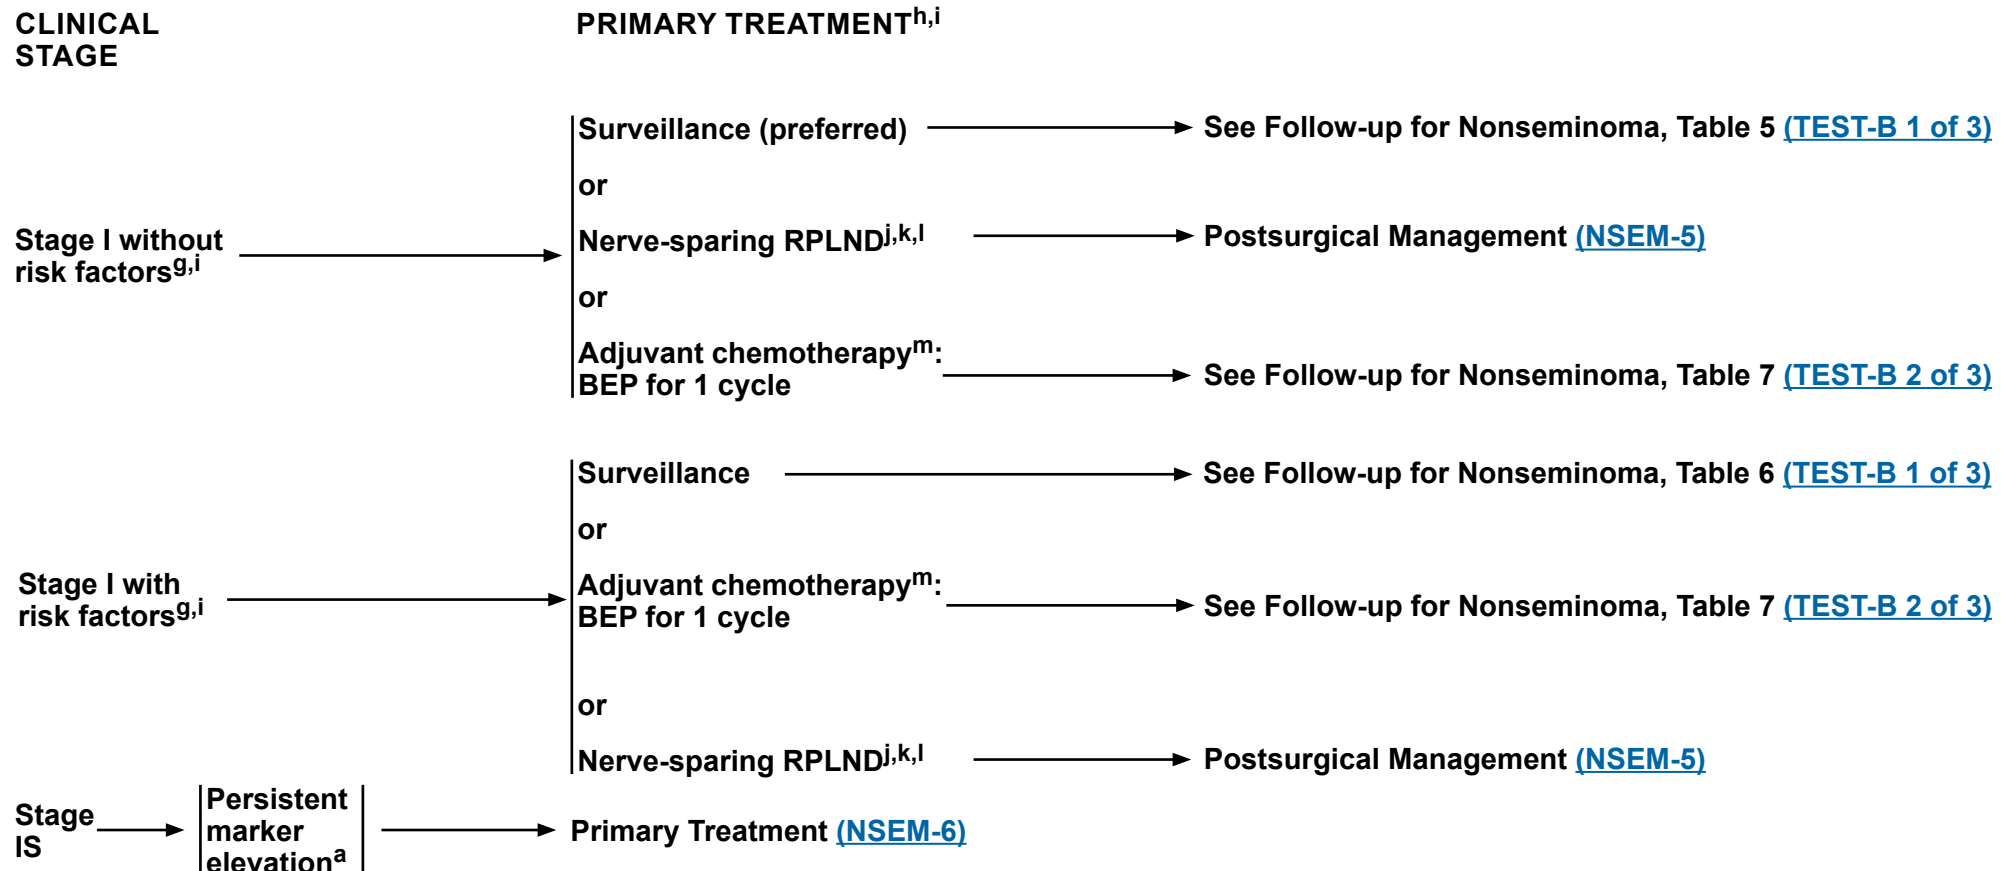 CLINICAL
STAGE
PRIMARY TREATMENTh,i
Stage I without
risk factorsg,i
Surveillance (preferred)
See Follow-up for Nonseminoma, Table 5 (TEST-B 1 of 3)
or
Nerve-sparing RPLNDj,k,l
Postsurgical Management (NSEM-5)
or
Adjuvant chemotherapym:
BEP for 1 cycle
See Follow-up for Nonseminoma, Table 7 (TEST-B 2 of 3)
Stage I with
risk factorsg,i
Surveillance
See Follow-up for Nonseminoma, Table 6 (TEST-B 1 of 3)
or
Adjuvant chemotherapym:
BEP for 1 cycle
See Follow-up for Nonseminoma, Table 7 (TEST-B 2 of 3)
or
Nerve-sparing RPLNDj,k,l
Postsurgical Management (NSEM-5)
Stage
IS
Persistent
marker
elevationa
Primary Treatment (NSEM-6)